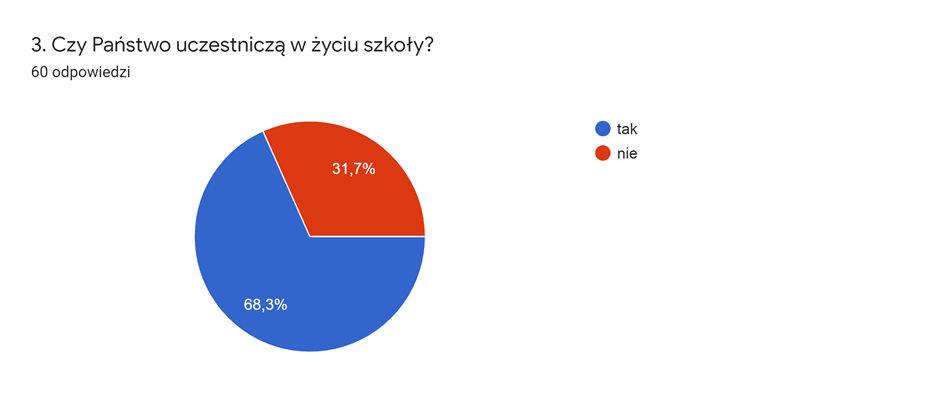 3. Czy Państwo uczestniczą w życiu szkoły?
60 odpowiedzi
tak
nie
31,7%
68,3%